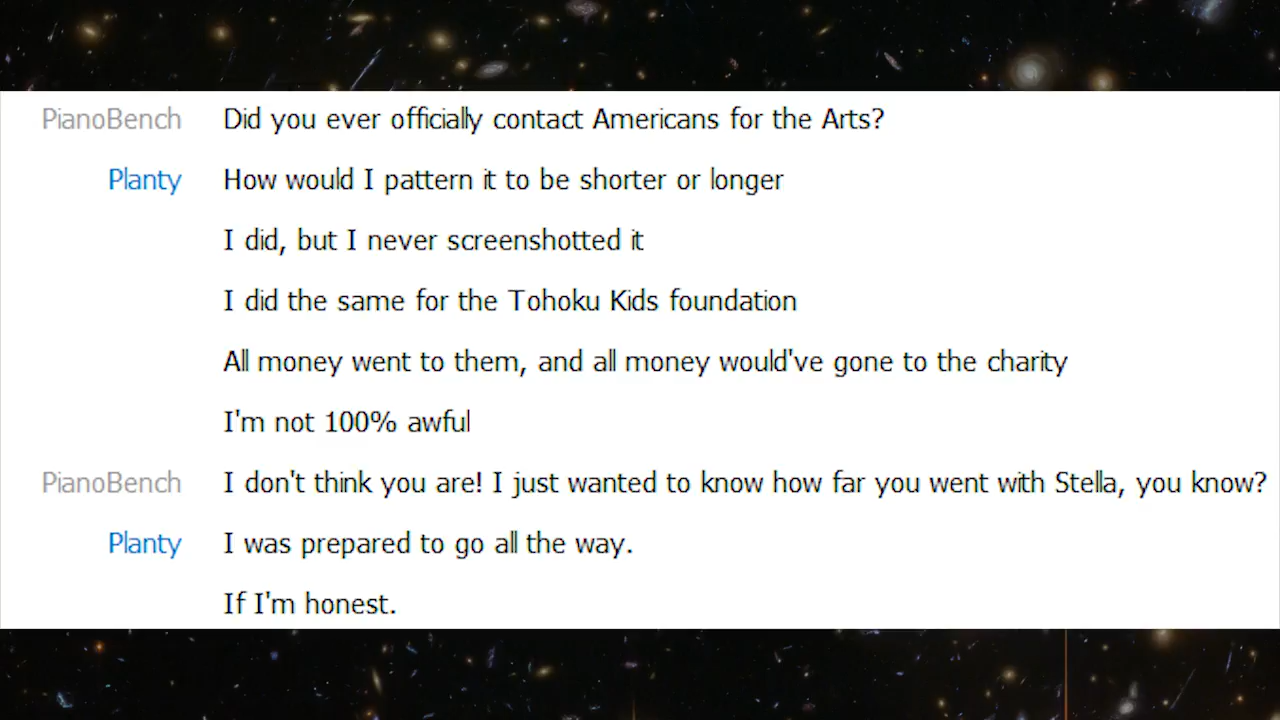 PianoBench Did you ever officially contact Americans for the Arts?
Planty How would I pattern it to be shorter or longer
I did, but I never screenshotted it
I did the same for the Tohoku Kids foundation
All money went to them, and all money would've gone to the charity
I'm not 100% awful
PianoBench I don't think you are! I just wanted to know how far you went with Stella, you know?
Planty I was prepared to go all the way.
If I'm honest.